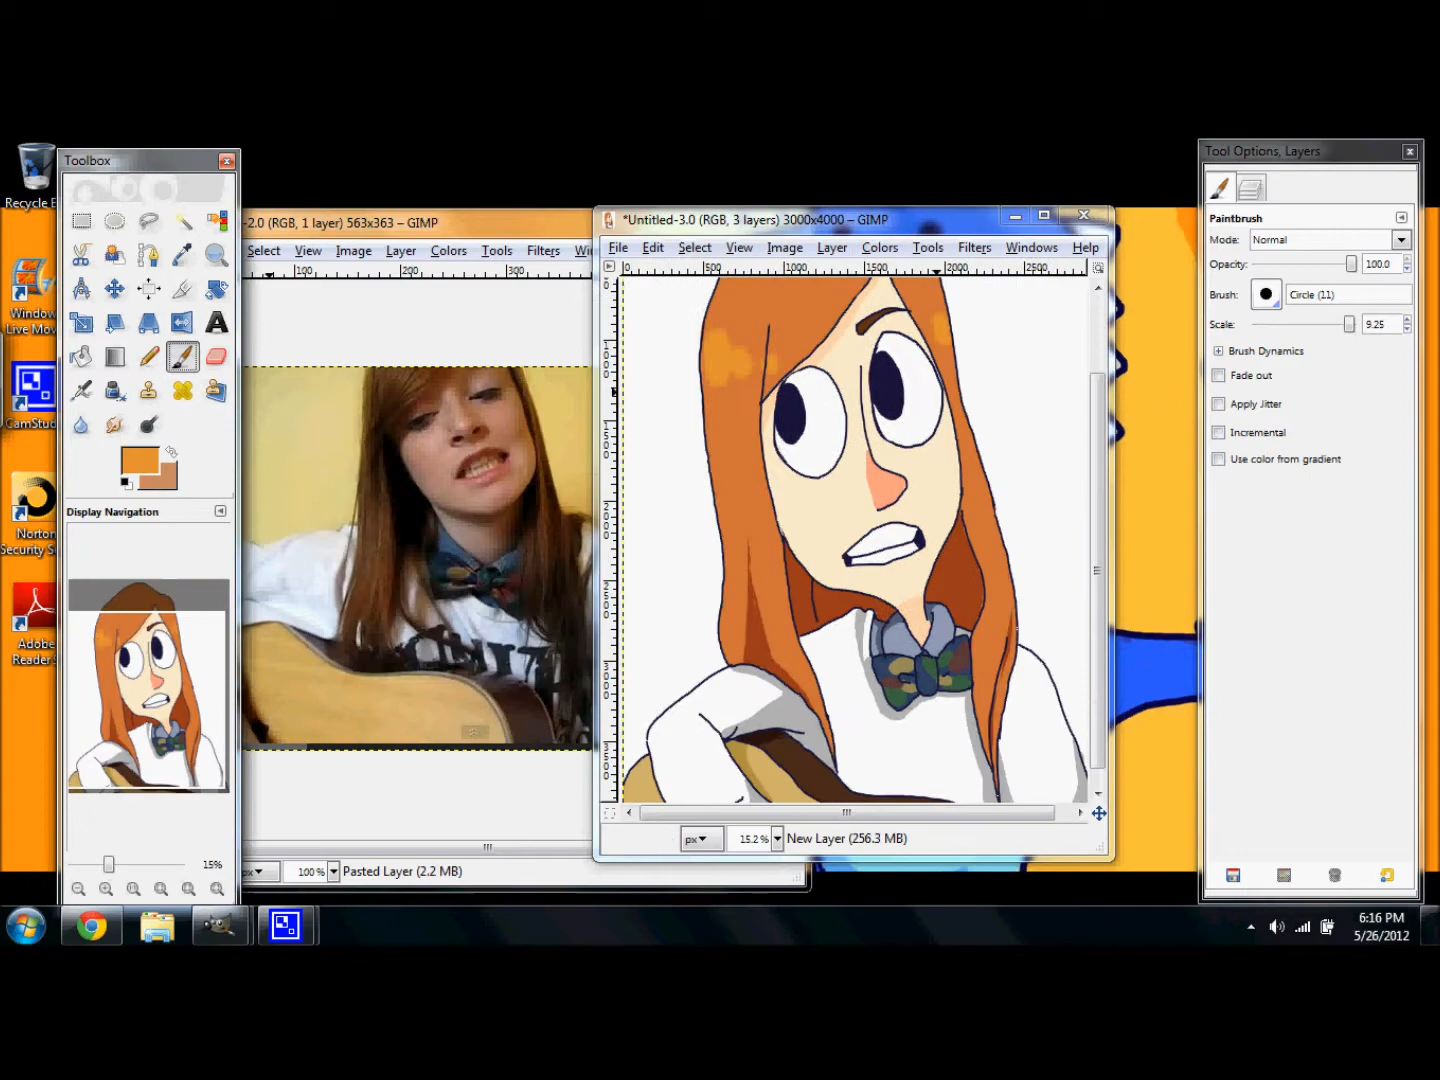 Recycle
Toolbox
Window
Live Mov
CamStud
Norton
Security S
Adobe
Reader
Display Navigation
15%
-2.0 (RGB, 1 layer) 563x363 – GIMP
Select View Image Layer Colors Tools Filters Wi
100 200 300
100 % Pasted Layer (2.2 MB)
*Untitled-3.0 (RGB, 3 layers) 3000x4000 – GIMP
File Edit Select View Image Layer Colors Tools Filters Windows Help
0 500 1000 1500 2000 2500
px 15.2 % New Layer (256.3 MB)
Tool Options, Layers
Paintbrush
Mode: Normal
Opacity: 100.0
Brush: Circle (11)
Scale: 9.25
Brush Dynamics
Fade out
Apply Jitter
Incremental
Use color from gradient
6:16 PM
5/26/2012